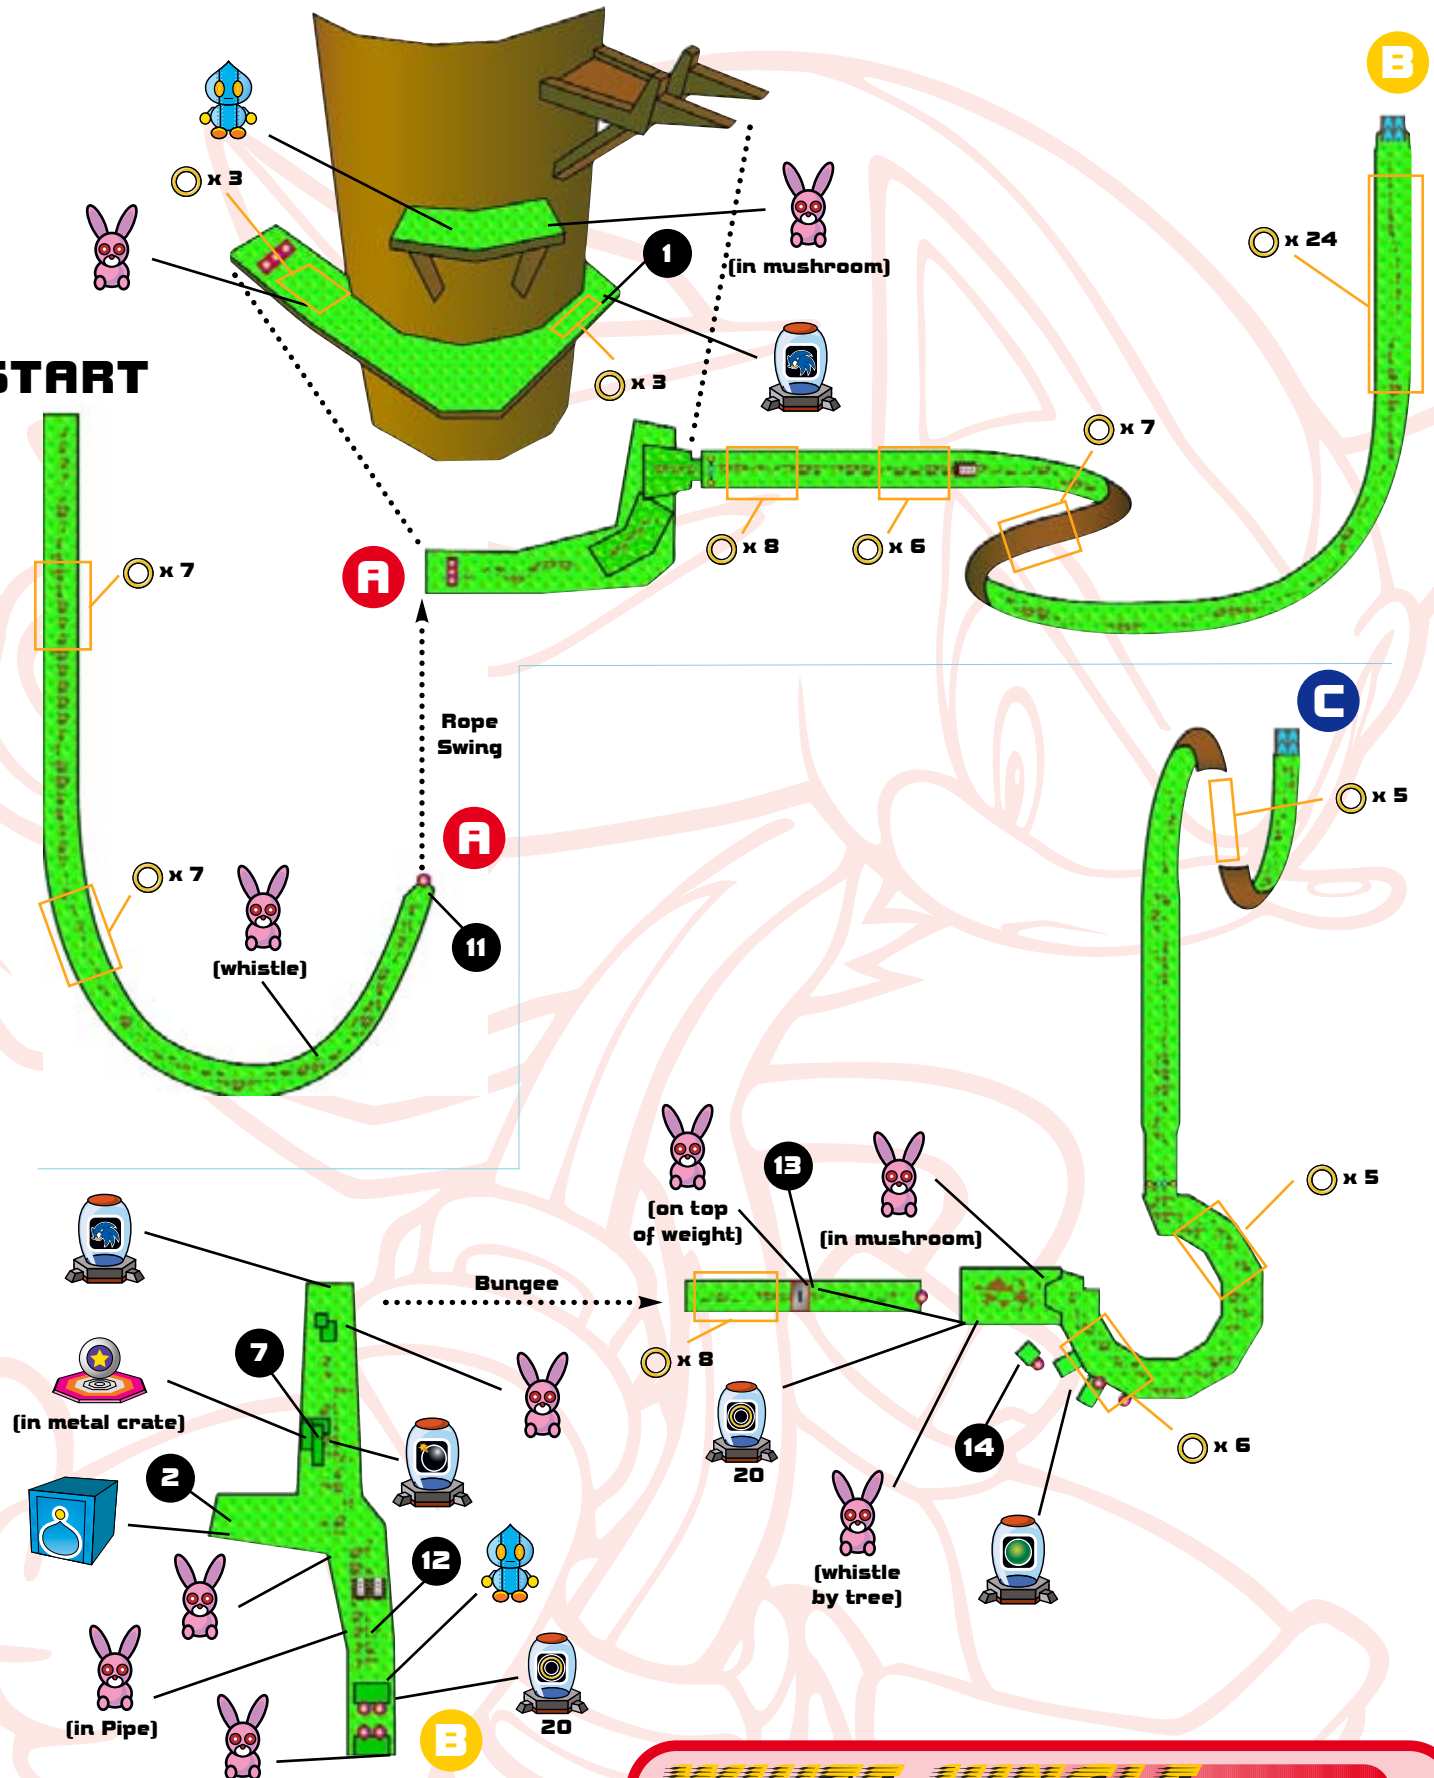 B
x 3
x 24
1
(in mushroom)
START
x 3
x 7
x 8
x 6
A
x 7
C
Rope
Swing
x 5
A
x 7
11
(whistle)
13
(on top
of weight)
(in mushroom)
x 5
Bungee
7
x 8
(in metal crate)
20
14
x 6
2
12
(whistle
by tree)
(in Pipe)
20
B